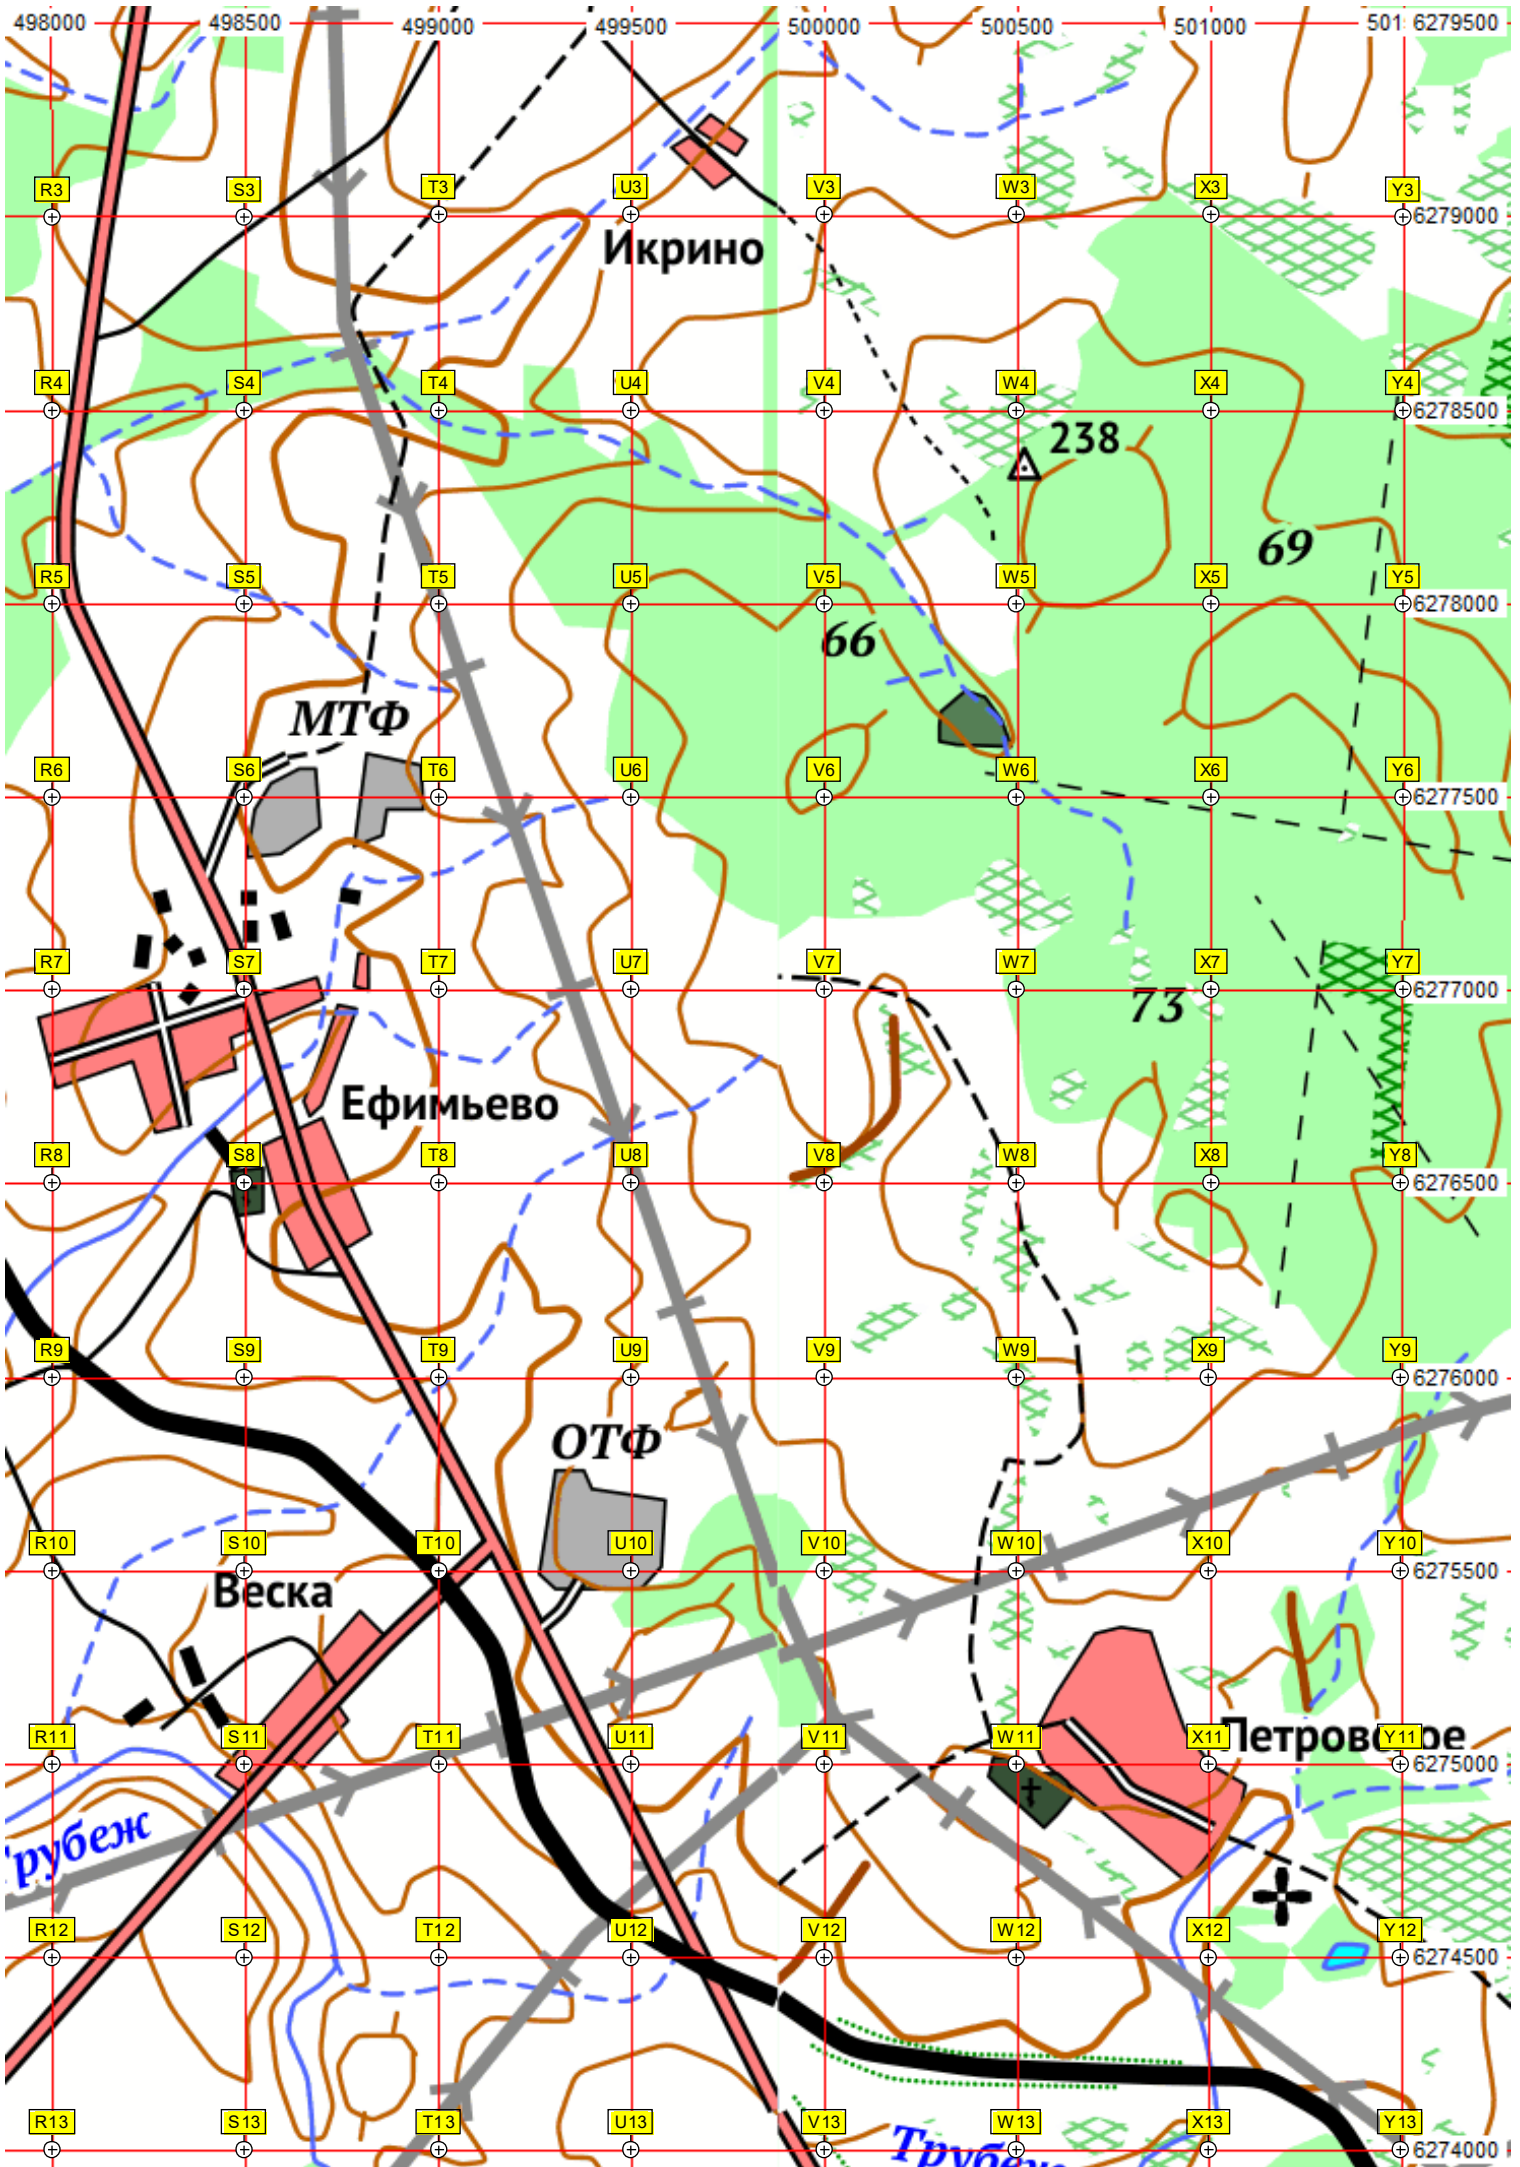 498000 498500 499000 499500 500000 500500 501000 501 6279500
R3 S3 T3 U3 V3 W3 X3 Y3
6279000
Икрино
R4 S4 T4 U4 V4 W4 X4 Y4
6278500
238
69
R5 S5 T5 U5 V5 W5 X5 Y5
6278000
66
МТФ
R6 S6 T6 U6 V6 W6 X6 Y6
6277500
R7 S7 T7 U7 V7 W7 X7 Y7
6277000
73
Ефимьево
R8 S8 T8 U8 V8 W8 X8 Y8
6276500
R9 S9 T9 U9 V9 W9 X9 Y9
6276000
ОТФ
R10 S10 T10 U10 V10 W10 X10 Y10
6275500
Веска
R11 S11 T11 U11 V11 W11 X11 Петровское Y11
6275000
рубеж
R12 S12 T12 U12 V12 W12 X12 Y12
6274500
R13 S13 T13 U13 V13 W13 X13 Y13
Трубеж
6274000